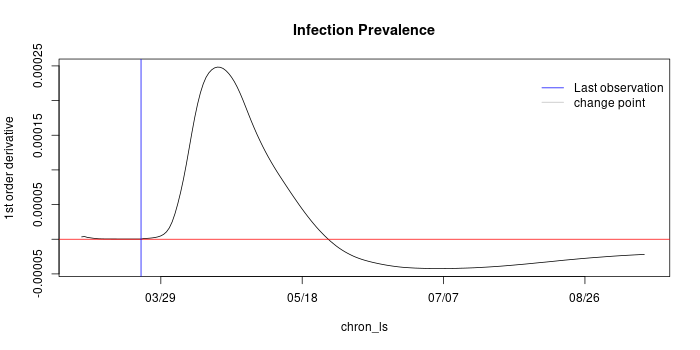 Infection Prevalence
1st order derivative
0.00025
0.00015
0.00005
-0.00005
Last observation
change point
03/29 05/18 07/07 08/26
chron_ls